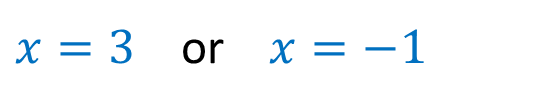 x = 3 or x = −1